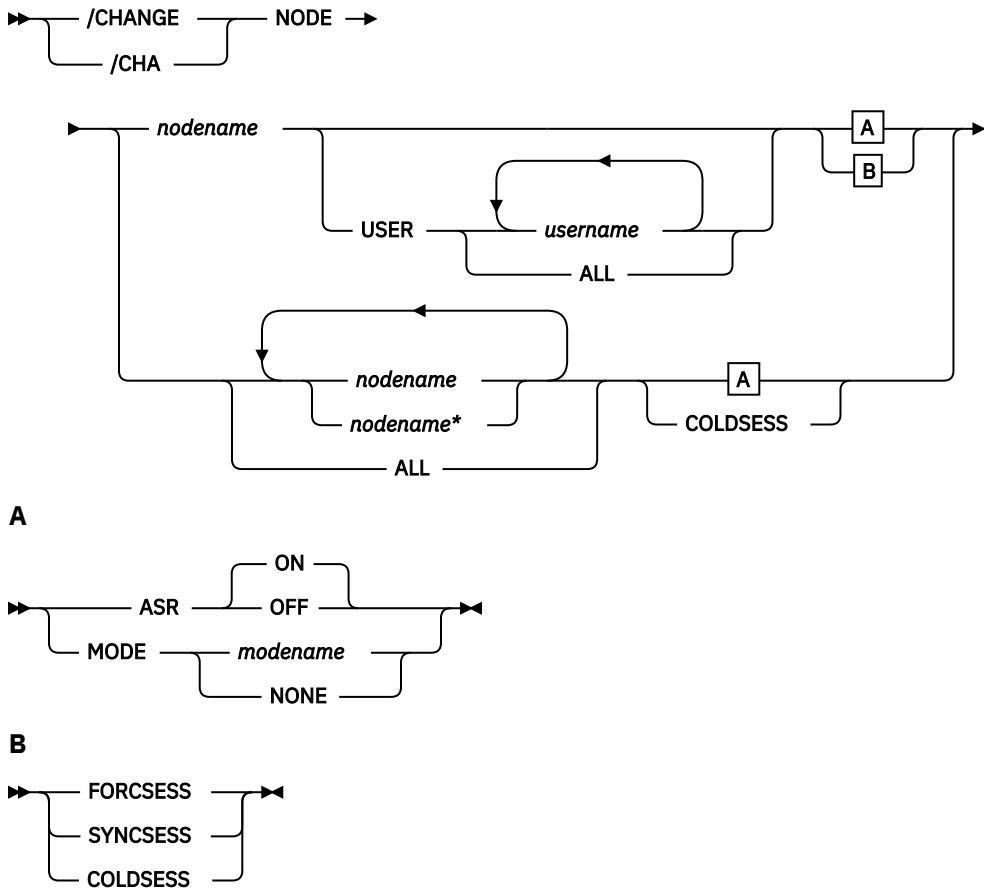 /CHANGE NODE
/CHA
nodename A
B
USER username
ALL
nodename A
nodename* COLDSESS
ALL
A
ON
ASR OFF
MODE modename
NONE
B
FORCSESS
SYNCSESS
COLDSESS